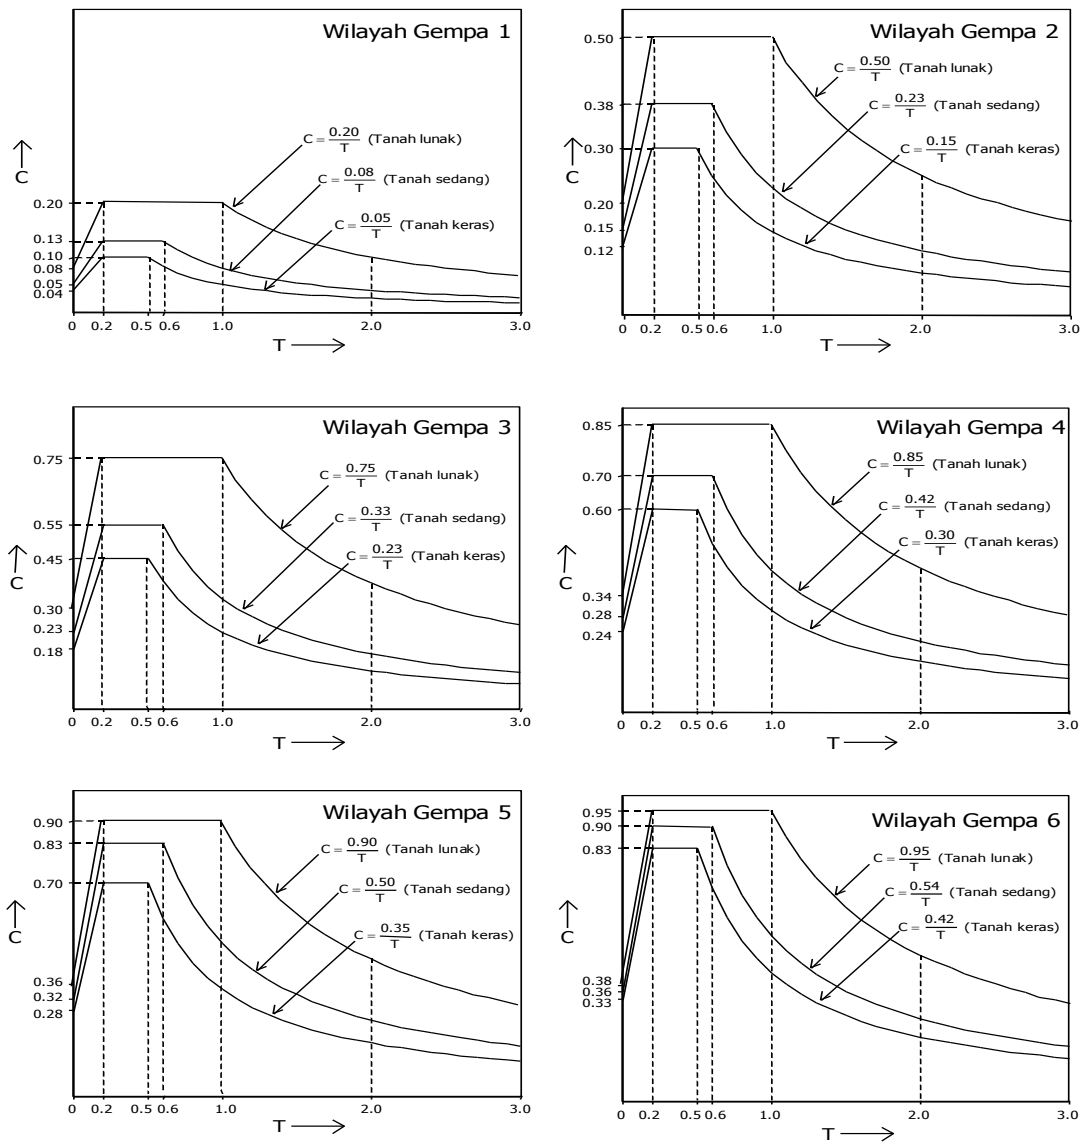 Wilayah Gempa 1
C = 0.20/T (Tanah lunak)
C = 0.08/T (Tanah sedang)
C = 0.05/T (Tanah keras)
C
0.20
0.13
0.10
0.08
0.05
0.04
0 0.2 0.5 0.6 1.0 2.0 3.0
T
Wilayah Gempa 2
C = 0.50/T (Tanah lunak)
C = 0.23/T (Tanah sedang)
C = 0.15/T (Tanah keras)
C
0.50
0.38
0.30
0.20
0.15
0.12
0 0.2 0.5 0.6 1.0 2.0 3.0
T
Wilayah Gempa 3
C = 0.75/T (Tanah lunak)
C = 0.33/T (Tanah sedang)
C = 0.23/T (Tanah keras)
C
0.75
0.55
0.45
0.30
0.23
0.18
0 0.2 0.5 0.6 1.0 2.0 3.0
T
Wilayah Gempa 4
C = 0.85/T (Tanah lunak)
C = 0.42/T (Tanah sedang)
C = 0.30/T (Tanah keras)
C
0.85
0.70
0.60
0.34
0.28
0.24
0 0.2 0.5 0.6 1.0 2.0 3.0
T
Wilayah Gempa 5
C = 0.90/T (Tanah lunak)
C = 0.50/T (Tanah sedang)
C = 0.35/T (Tanah keras)
C
0.90
0.83
0.70
0.36
0.32
0.28
0 0.2 0.5 0.6 1.0 2.0 3.0
T
Wilayah Gempa 6
C = 0.95/T (Tanah lunak)
C = 0.54/T (Tanah sedang)
C = 0.42/T (Tanah keras)
C
0.95
0.90
0.83
0.38
0.36
0.33
0 0.2 0.5 0.6 1.0 2.0 3.0
T